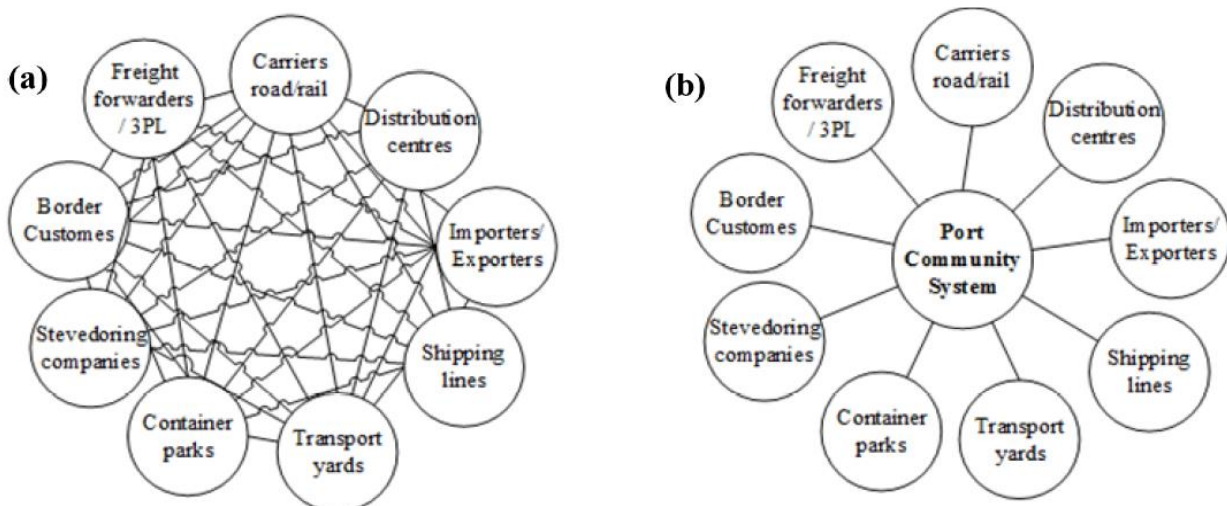 (a)
Freight
forwarders
/ 3PL
Carriers
road/rail
Distribution
centres
Border
Customes
Importers/
Exporters
Stevedoring
companies
Shipping
lines
Container
parks
Transport
yards
(b)
Freight
forwarders
/ 3PL
Carriers
road/rail
Distribution
centres
Border
Customes
Port
Community
System
Importers/
Exporters
Stevedoring
companies
Shipping
lines
Container
parks
Transport
yards